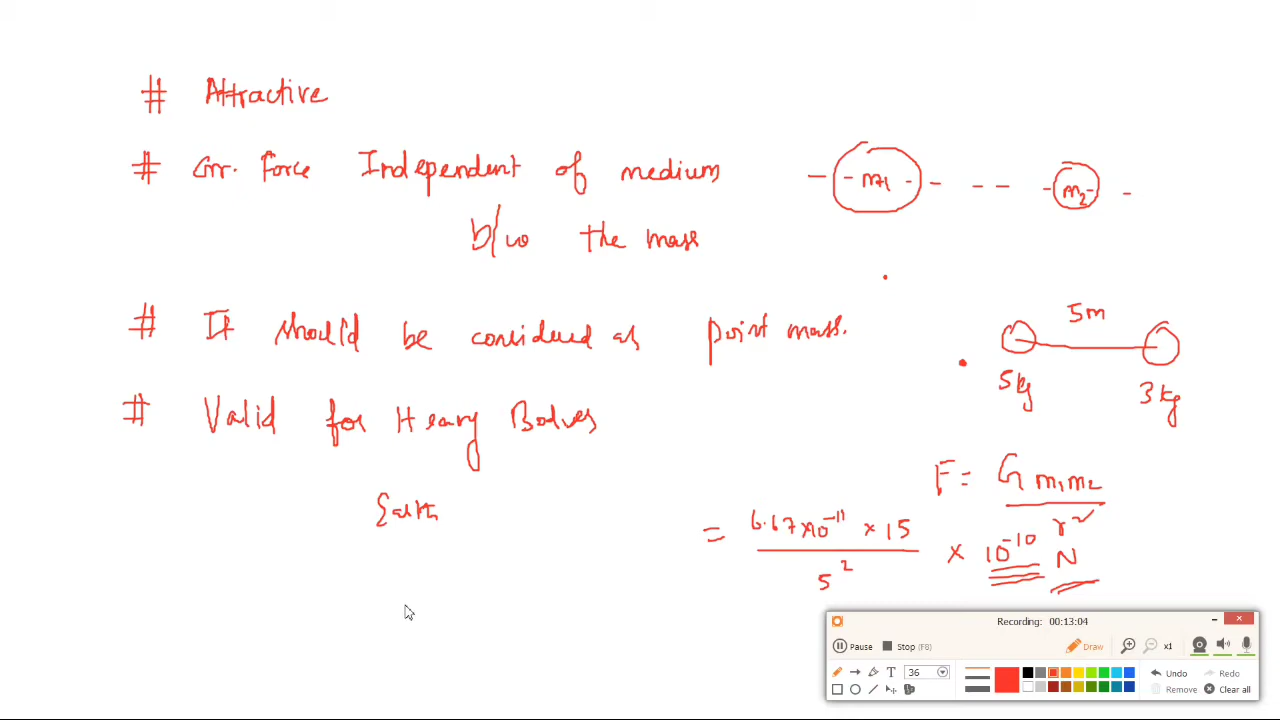 # Attractive
# Gr. force Independent of medium
b/w the mass
m1 m2
# It should be considered as point mass.
5m
5kg 3kg
# Valid for Heavy Bodies
F = G m1m2
r²
Earth
= 6.67×10⁻¹¹ × 15 × 10⁻¹⁰ N
5²
Recording: 00:13:04
Pause Stop (F8) Draw x1
T 36 Undo Redo
Remove Clear all